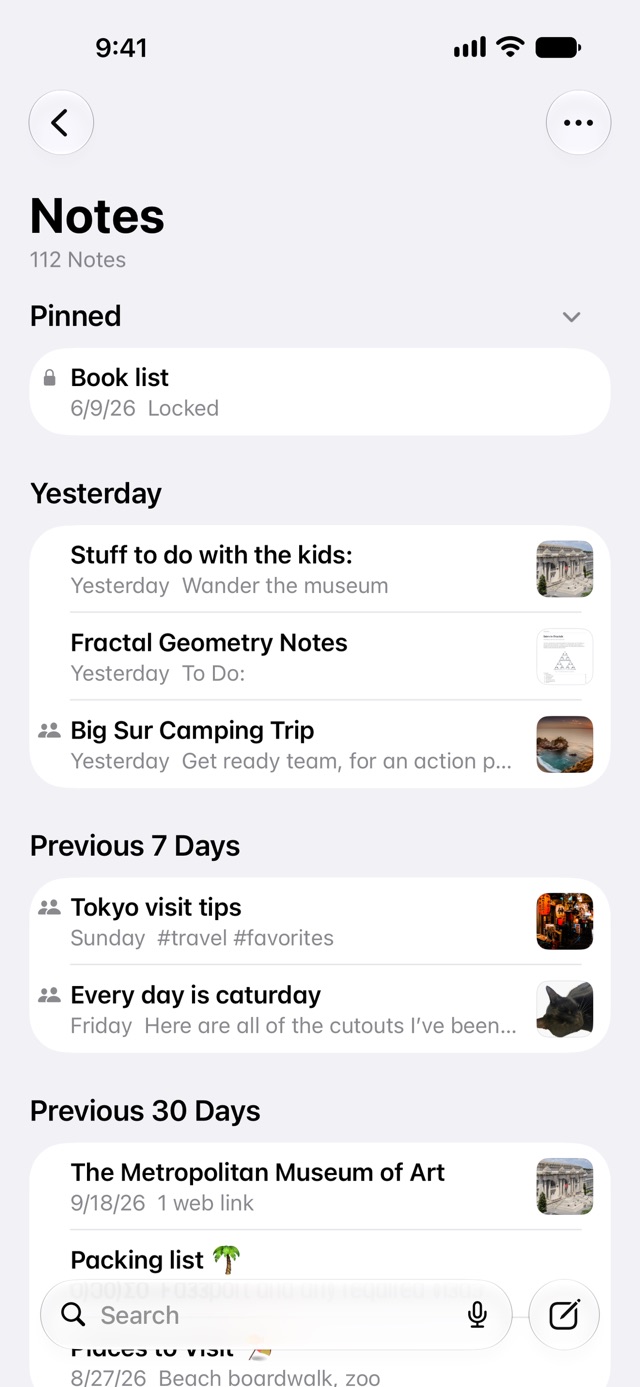 9:41
Notes
112 Notes
Pinned
Book list
6/9/26 Locked
Yesterday
Stuff to do with the kids:
Yesterday Wander the museum
Fractal Geometry Notes
Yesterday To Do:
Big Sur Camping Trip
Yesterday Get ready team, for an action p...
Previous 7 Days
Tokyo visit tips
Sunday #travel #favorites
Every day is caturday
Friday Here are all of the cutouts I’ve been...
Previous 30 Days
The Metropolitan Museum of Art
9/18/26 1 web link
Packing list 🌴
Search
Places to Visit
8/27/26 Beach boardwalk, zoo